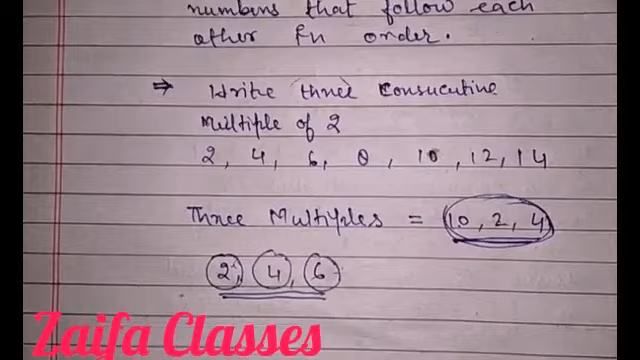 numbers that follow each
other in order.
⇒ Write three consucutine
Multiple of 2
2, 4, 6, 8, 10, 12, 14
Three Multiples = 10, 2, 4
2, 4, 6
Zaifa Classes